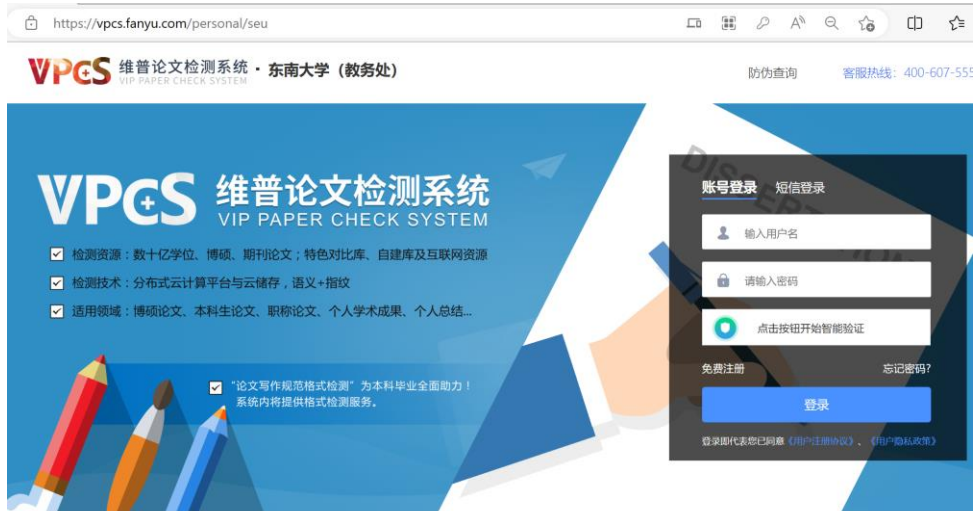 https://vpcs.fanyu.com/personal/seu
VPCS 维普论文检测系统 · 东南大学（教务处）
VIP PAPER CHECK SYSTEM
防伪查询
客服热线：400-607-555
VPCS 维普论文检测系统
VIP PAPER CHECK SYSTEM
检测资源：数十亿学位、博硕、期刊论文；特色对比库、自建库及互联网资源
检测技术：分布式云计算平台与云储存，语义+指纹
适用领域：博硕论文、本科生论文、职称论文、个人学术成果、个人总结...
“论文写作规范格式检测”为本科毕业全面助力！
系统内将提供格式检测服务。
DISSERTATION
账号登录 短信登录
输入用户名
请输入密码
点击按钮开始智能验证
免费注册 忘记密码?
登录
登录即代表您已同意《用户注册协议》、《用户隐私政策》